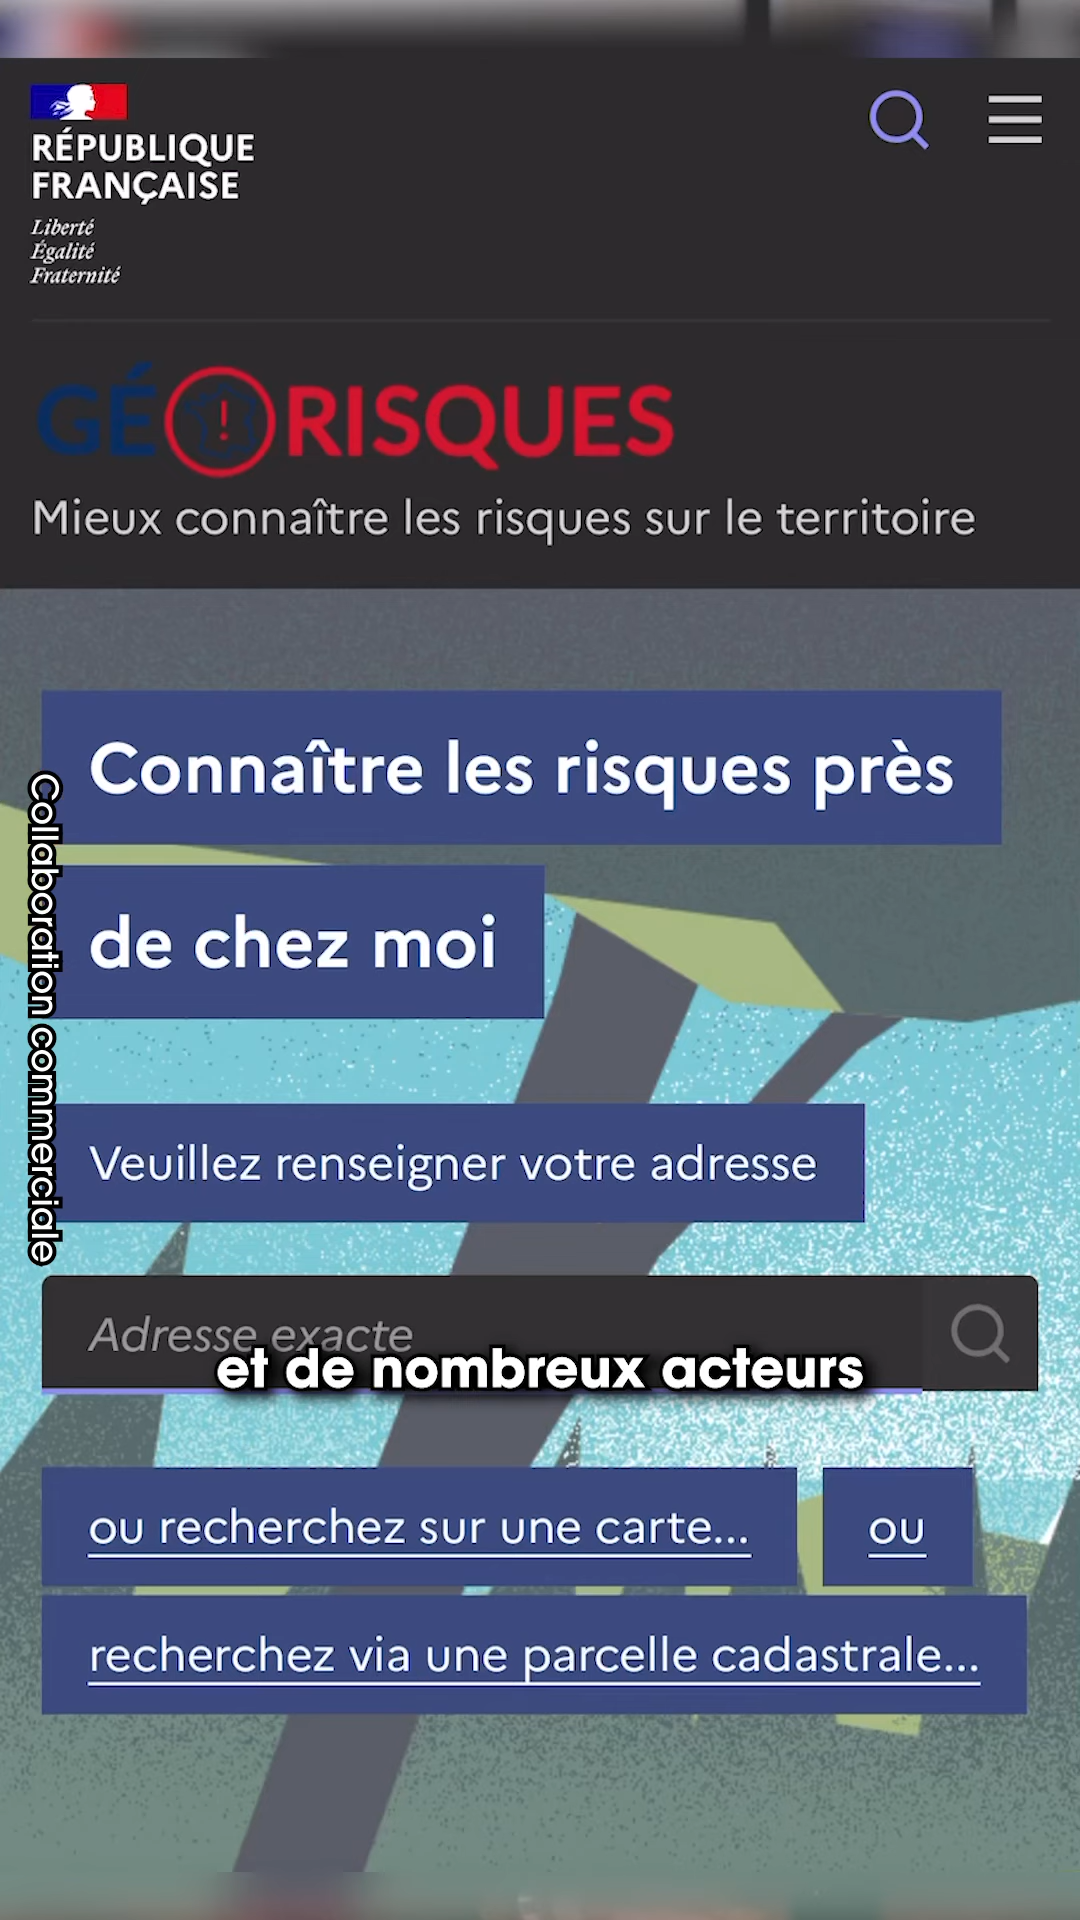 RÉPUBLIQUE
FRANÇAISE
Liberté
Égalité
Fraternité
GÉORISQUES
Mieux connaître les risques sur le territoire
Connaître les risques près
de chez moi
Collaboration commerciale
Veuillez renseigner votre adresse
Adresse exacte
et de nombreux acteurs
ou recherchez sur une carte...
ou
recherchez via une parcelle cadastrale...